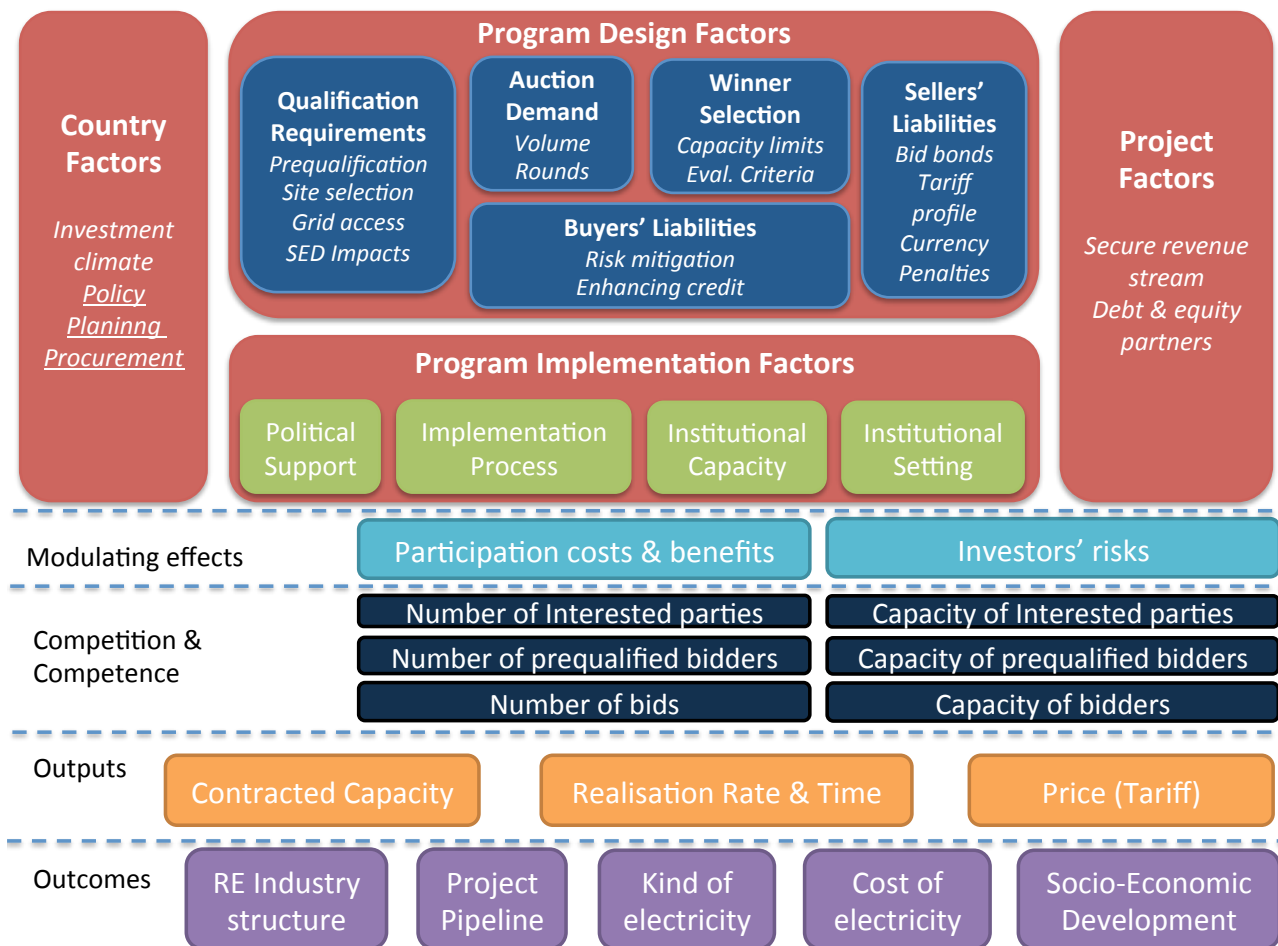 Country
Factors
Investment
climate
Policy
Planinng
Procurement
Program Design Factors
Qualification
Requirements
Prequalification
Site selection
Grid access
SED Impacts
Auction
Demand
Volume
Rounds
Winner
Selection
Capacity limits
Eval. Criteria
Sellers'
Liabilities
Bid bonds
Tariff
profile
Currency
Penalties
Buyers' Liabilities
Risk mitigation
Enhancing credit
Program Implementation Factors
Political
Support
Implementation
Process
Institutional
Capacity
Institutional
Setting
Project
Factors
Secure revenue
stream
Debt & equity
partners
Modulating effects
Participation costs & benefits
Investors' risks
Competition &
Competence
Number of Interested parties
Capacity of Interested parties
Number of prequalified bidders
Capacity of prequalified bidders
Number of bids
Capacity of bidders
Outputs
Contracted Capacity
Realisation Rate & Time
Price (Tariff)
Outcomes
RE Industry
structure
Project
Pipeline
Kind of
electricity
Cost of
electricity
Socio-Economic
Development